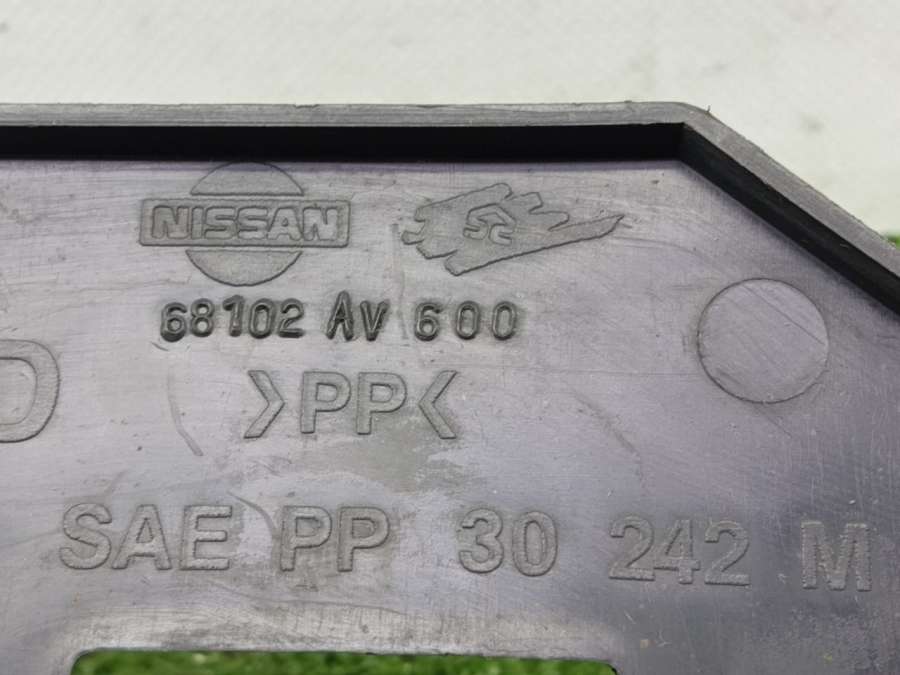 NISSAN
68102 AV 600
>PP<
D
SAE PP 30 242 M